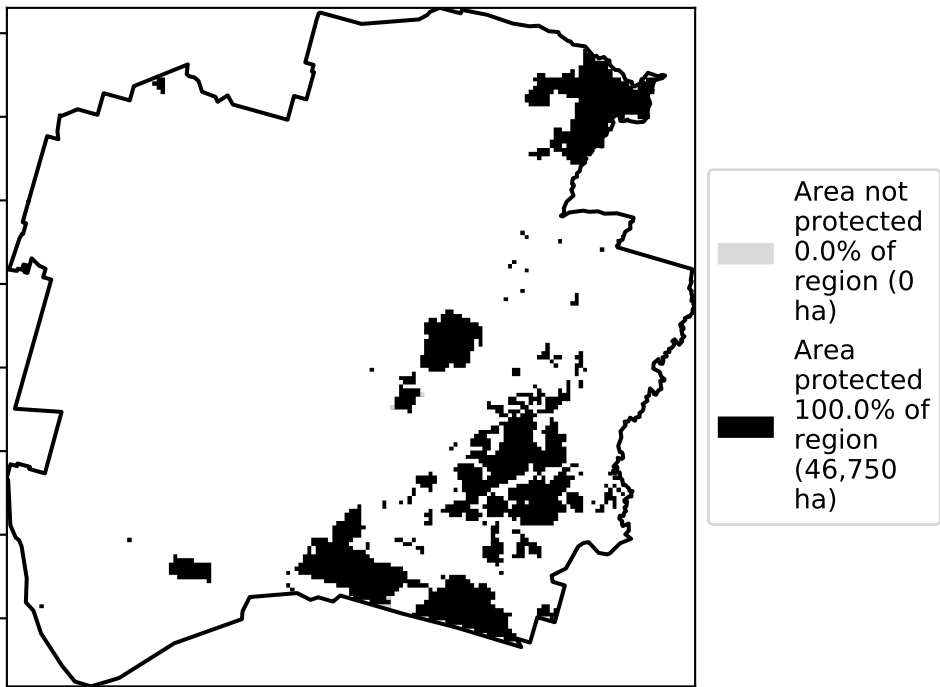 Area not
protected
0.0% of
region (0
ha)
Area
protected
100.0% of
region
(46,750
ha)